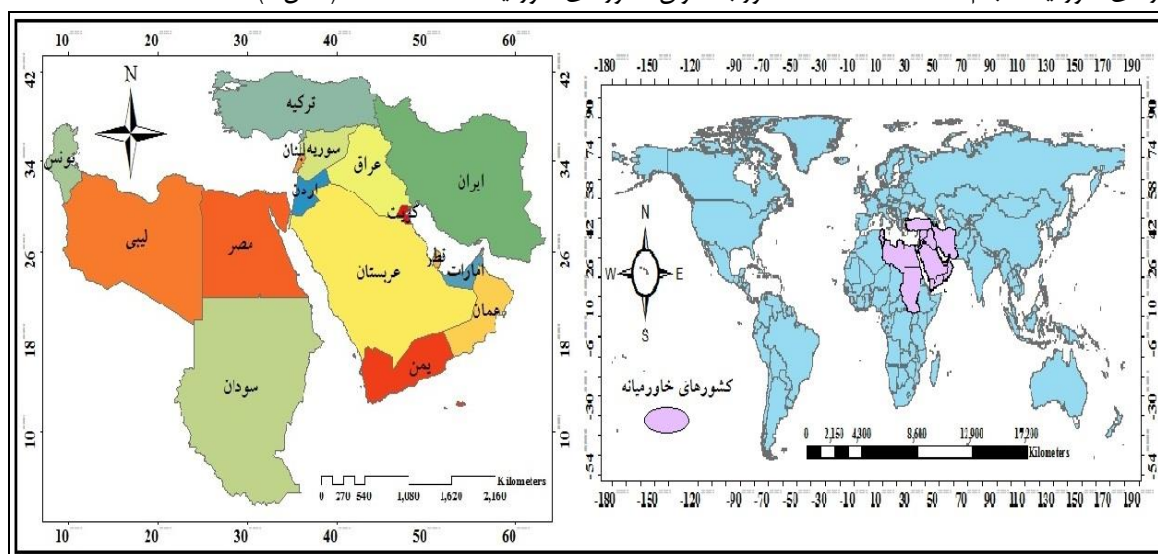 10 20 30 40 50 60
42 34 26 18 10
N
ترکیه
تونس
لبنان
سوریه
عراق
ایران
اردن
کویت
لیبی
مصر
عربستان
قطر
امارات
عمان
یمن
سودان
0 270 540 1,080 1,620 2,160
Kilometers
10 20 30 40 50 60
-180 -150 -120 -90 -70 -50 -30 -10 10 30 50 70 90 110 130 150 170 190
90 74 58 42 26 10 -6 -30 -54
N
W E
S
کشورهای خاورمیانه
0 2,150 4,300 8,600 12,900 17,200
Kilometers
-180 -150 -120 -90 -70 -50 -30 -10 10 30 50 70 90 110 130 150 170 190